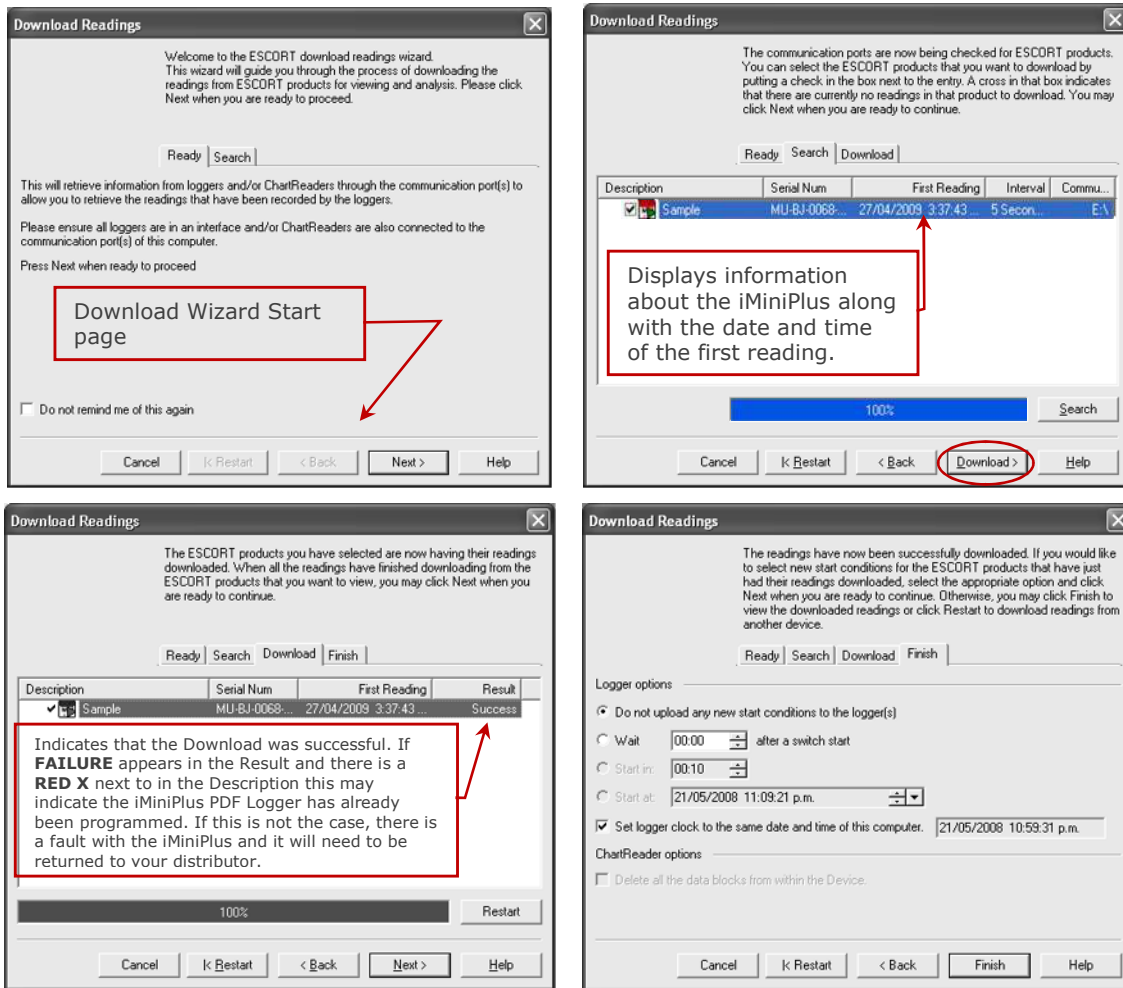 Download Readings
Welcome to the ESCORT download readings wizard.
This wizard will guide you through the process of downloading the
readings from ESCORT products for viewing and analysis. Please click
Next when you are ready to proceed.
Ready Search
This will retrieve information from loggers and/or ChartReaders through the communication port(s) to
allow you to retrieve the readings that have been recorded by the loggers.
Please ensure all loggers are in an interface and/or ChartReaders are also connected to the
communication port(s) of this computer.
Press Next when ready to proceed
Download Wizard Start
page
Do not remind me of this again
Cancel |< Restart < Back Next > Help
Download Readings
The communication ports are now being checked for ESCORT products.
You can select the ESCORT products that you want to download by
putting a check in the box next to the entry. A cross in that box indicates
that there are currently no readings in that product to download. You may
click Next when you are ready to continue.
Ready Search Download
Description Serial Num First Reading Interval Commu...
Sample MU-BJ-0068-... 27/04/2009 3:37:43 ... 5 Secon... E:\
Displays information
about the iMiniPlus along
with the date and time
of the first reading.
100% Search
Cancel |< Restart < Back Download > Help
Download Readings
The ESCORT products you have selected are now having their readings
downloaded. When all the readings have finished downloading from the
ESCORT products that you want to view, you may click Next when you
are ready to continue.
Ready Search Download Finish
Description Serial Num First Reading Result
Sample MU-BJ-0068-... 27/04/2009 3:37:43 ... Success
Indicates that the Download was successful. If
FAILURE appears in the Result and there is a
RED X next to in the Description this may
indicate the iMiniPlus PDF Logger has already
been programmed. If this is not the case, there is
a fault with the iMiniPlus and it will need to be
returned to your distributor.
100% Restart
Cancel |< Restart < Back Next > Help
Download Readings
The readings have now been successfully downloaded. If you would like
to select new start conditions for the ESCORT products that have just
had their readings downloaded, select the appropriate option and click
Next when you are ready to continue. Otherwise, you may click Finish to
view the downloaded readings or click Restart to download readings from
another device.
Ready Search Download Finish
Logger options
Do not upload any new start conditions to the logger(s)
Wait 00:00 after a switch start
Start in: 00:10
Start at: 21/05/2008 11:09:21 p.m.
Set logger clock to the same date and time of this computer. 21/05/2008 10:59:31 p.m.
ChartReader options
Delete all the data blocks from within the Device.
Cancel |< Restart < Back Finish Help